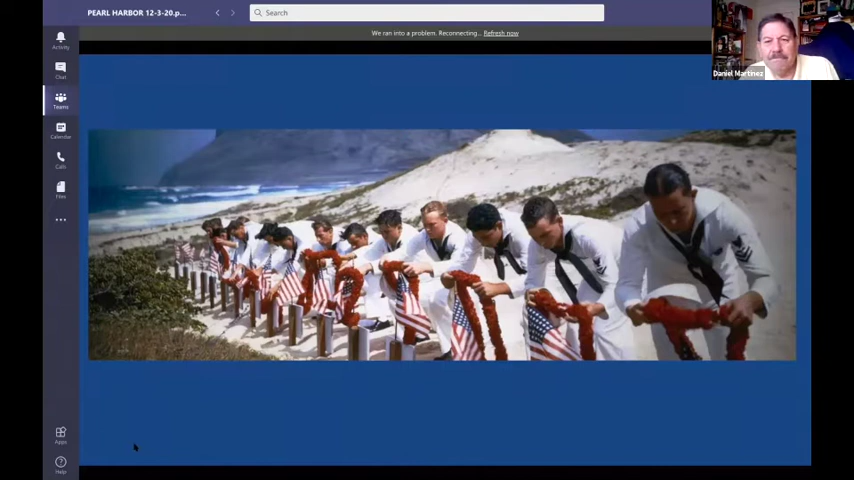 PEARL HARBOR 12-3-20.p...
Search
We ran into a problem. Reconnecting... Refresh now
Daniel Martinez
Activity
Chat
Teams
Calendar
Calls
Files
Apps
Help